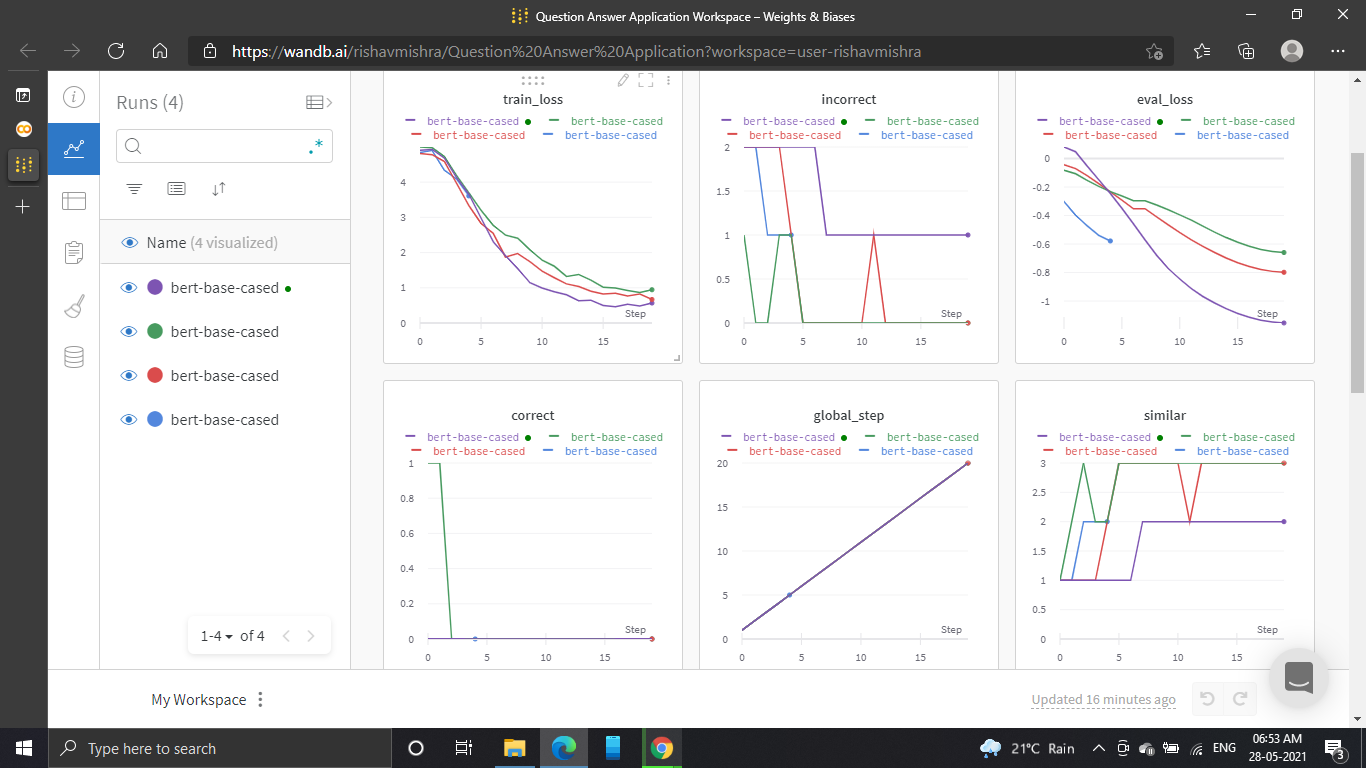 Question Answer Application Workspace – Weights & Biases
https://wandb.ai/rishavmishra/Question%20Answer%20Application?workspace=user-rishavmishra
Runs (4)
.*
Name (4 visualized)
bert-base-cased
bert-base-cased
bert-base-cased
bert-base-cased
1-4 of 4
train_loss
bert-base-cased bert-base-cased
bert-base-cased bert-base-cased
4
3
2
1
0
Step
0 5 10 15
incorrect
bert-base-cased bert-base-cased
bert-base-cased bert-base-cased
2
1.5
1
0.5
0
Step
0 5 10 15
eval_loss
bert-base-cased bert-base-cased
bert-base-cased bert-base-cased
0
-0.2
-0.4
-0.6
-0.8
-1
Step
0 5 10 15
correct
bert-base-cased bert-base-cased
bert-base-cased bert-base-cased
1
0.8
0.6
0.4
0.2
0
Step
0 5 10 15
global_step
bert-base-cased bert-base-cased
bert-base-cased bert-base-cased
20
15
10
5
0
Step
0 5 10 15
similar
bert-base-cased bert-base-cased
bert-base-cased bert-base-cased
3
2.5
2
1.5
1
0.5
0
Step
0 5 10 15
My Workspace
Updated 16 minutes ago
Type here to search
21°C Rain
ENG
06:53 AM
28-05-2021
3